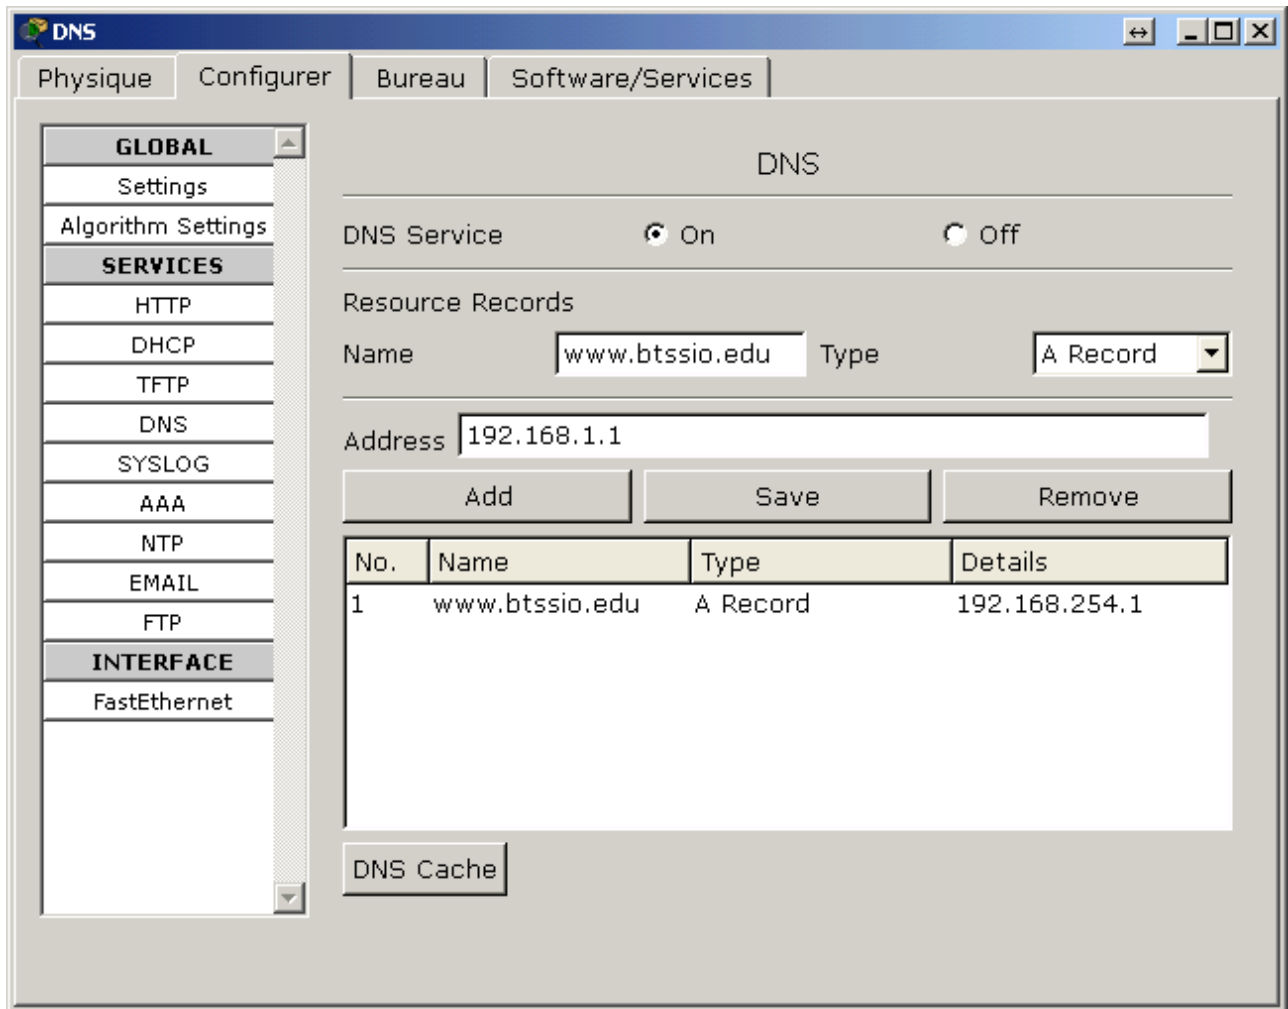 DNS
Physique
Configurer
Bureau
Software/Services
GLOBAL
Settings
Algorithm Settings
SERVICES
HTTP
DHCP
TFTP
DNS
SYSLOG
AAA
NTP
EMAIL
FTP
INTERFACE
FastEthernet
DNS
DNS Service On Off
Resource Records
Name www.btssio.edu Type A Record
Address 192.168.1.1
Add Save Remove
No. Name Type Details
1 www.btssio.edu A Record 192.168.254.1
DNS Cache